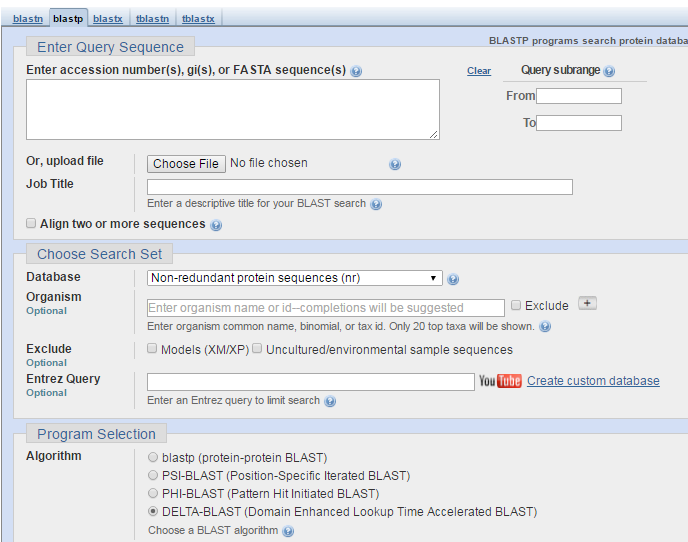 blastn blastp blastx tblastn tblastx
BLASTP programs search protein databa
Enter Query Sequence
Enter accession number(s), gi(s), or FASTA sequence(s) Clear Query subrange
From
To
Or, upload file Choose File No file chosen
Job Title
Enter a descriptive title for your BLAST search
Align two or more sequences
Choose Search Set
Database Non-redundant protein sequences (nr)
Organism
Optional
Enter organism name or id--completions will be suggested Exclude +
Enter organism common name, binomial, or tax id. Only 20 top taxa will be shown.
Exclude Models (XM/XP) Uncultured/environmental sample sequences
Optional
Entrez Query YouTube Create custom database
Optional
Enter an Entrez query to limit search
Program Selection
Algorithm
blastp (protein-protein BLAST)
PSI-BLAST (Position-Specific Iterated BLAST)
PHI-BLAST (Pattern Hit Initiated BLAST)
DELTA-BLAST (Domain Enhanced Lookup Time Accelerated BLAST)
Choose a BLAST algorithm